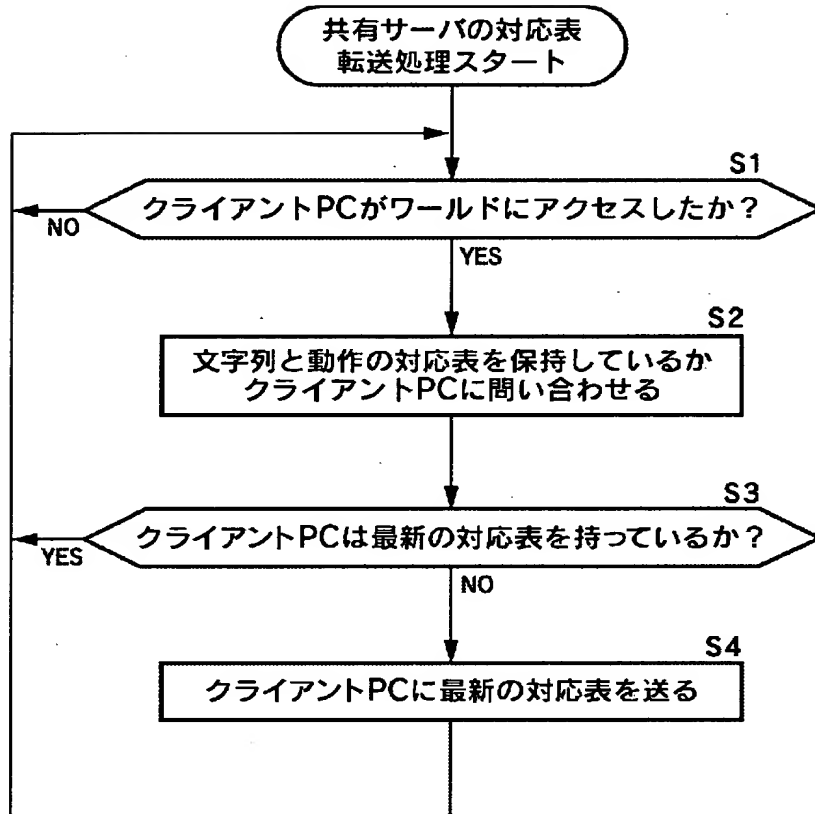 共有サーバの対応表
転送処理スタート
S1
クライアントPCがワールドにアクセスしたか?
NO
YES
S2
文字列と動作の対応表を保持しているか
クライアントPCに問い合わせる
S3
クライアントPCは最新の対応表を持っているか?
YES
NO
S4
クライアントPCに最新の対応表を送る